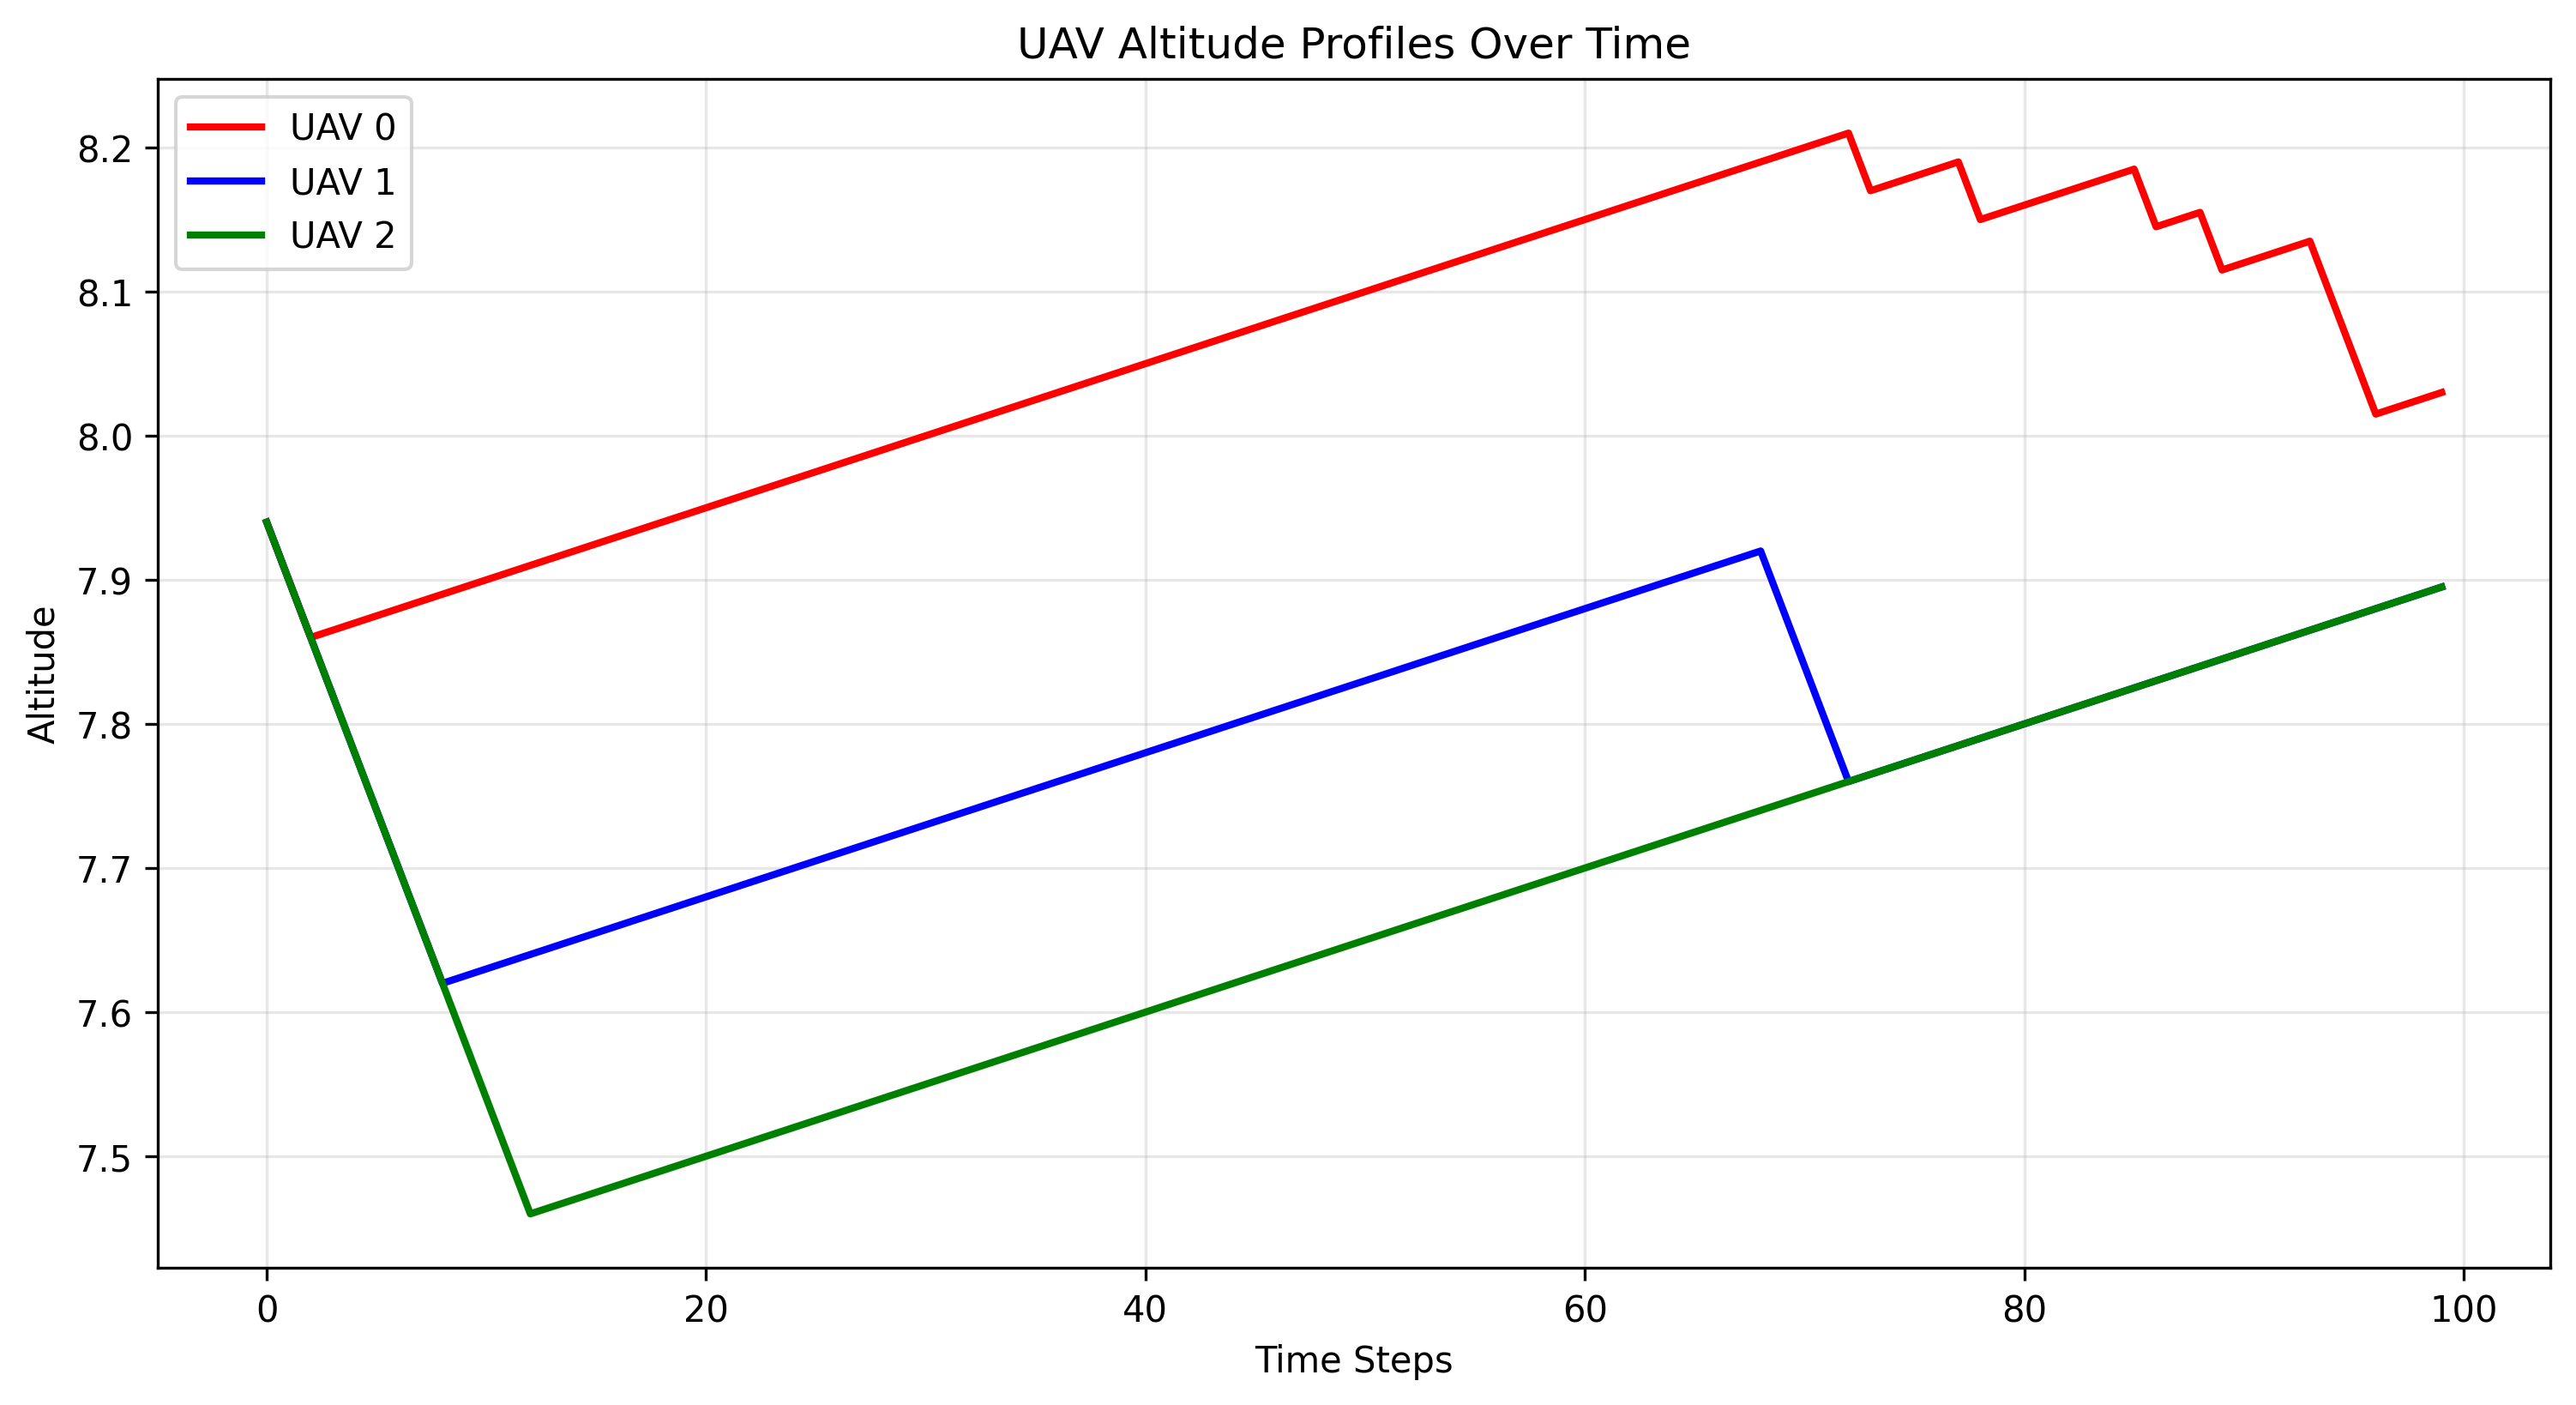 UAV Altitude Profiles Over Time
UAV 0
UAV 1
UAV 2
8.2
8.1
8.0
7.9
7.8
7.7
7.6
7.5
Altitude
0 20 40 60 80 100
Time Steps